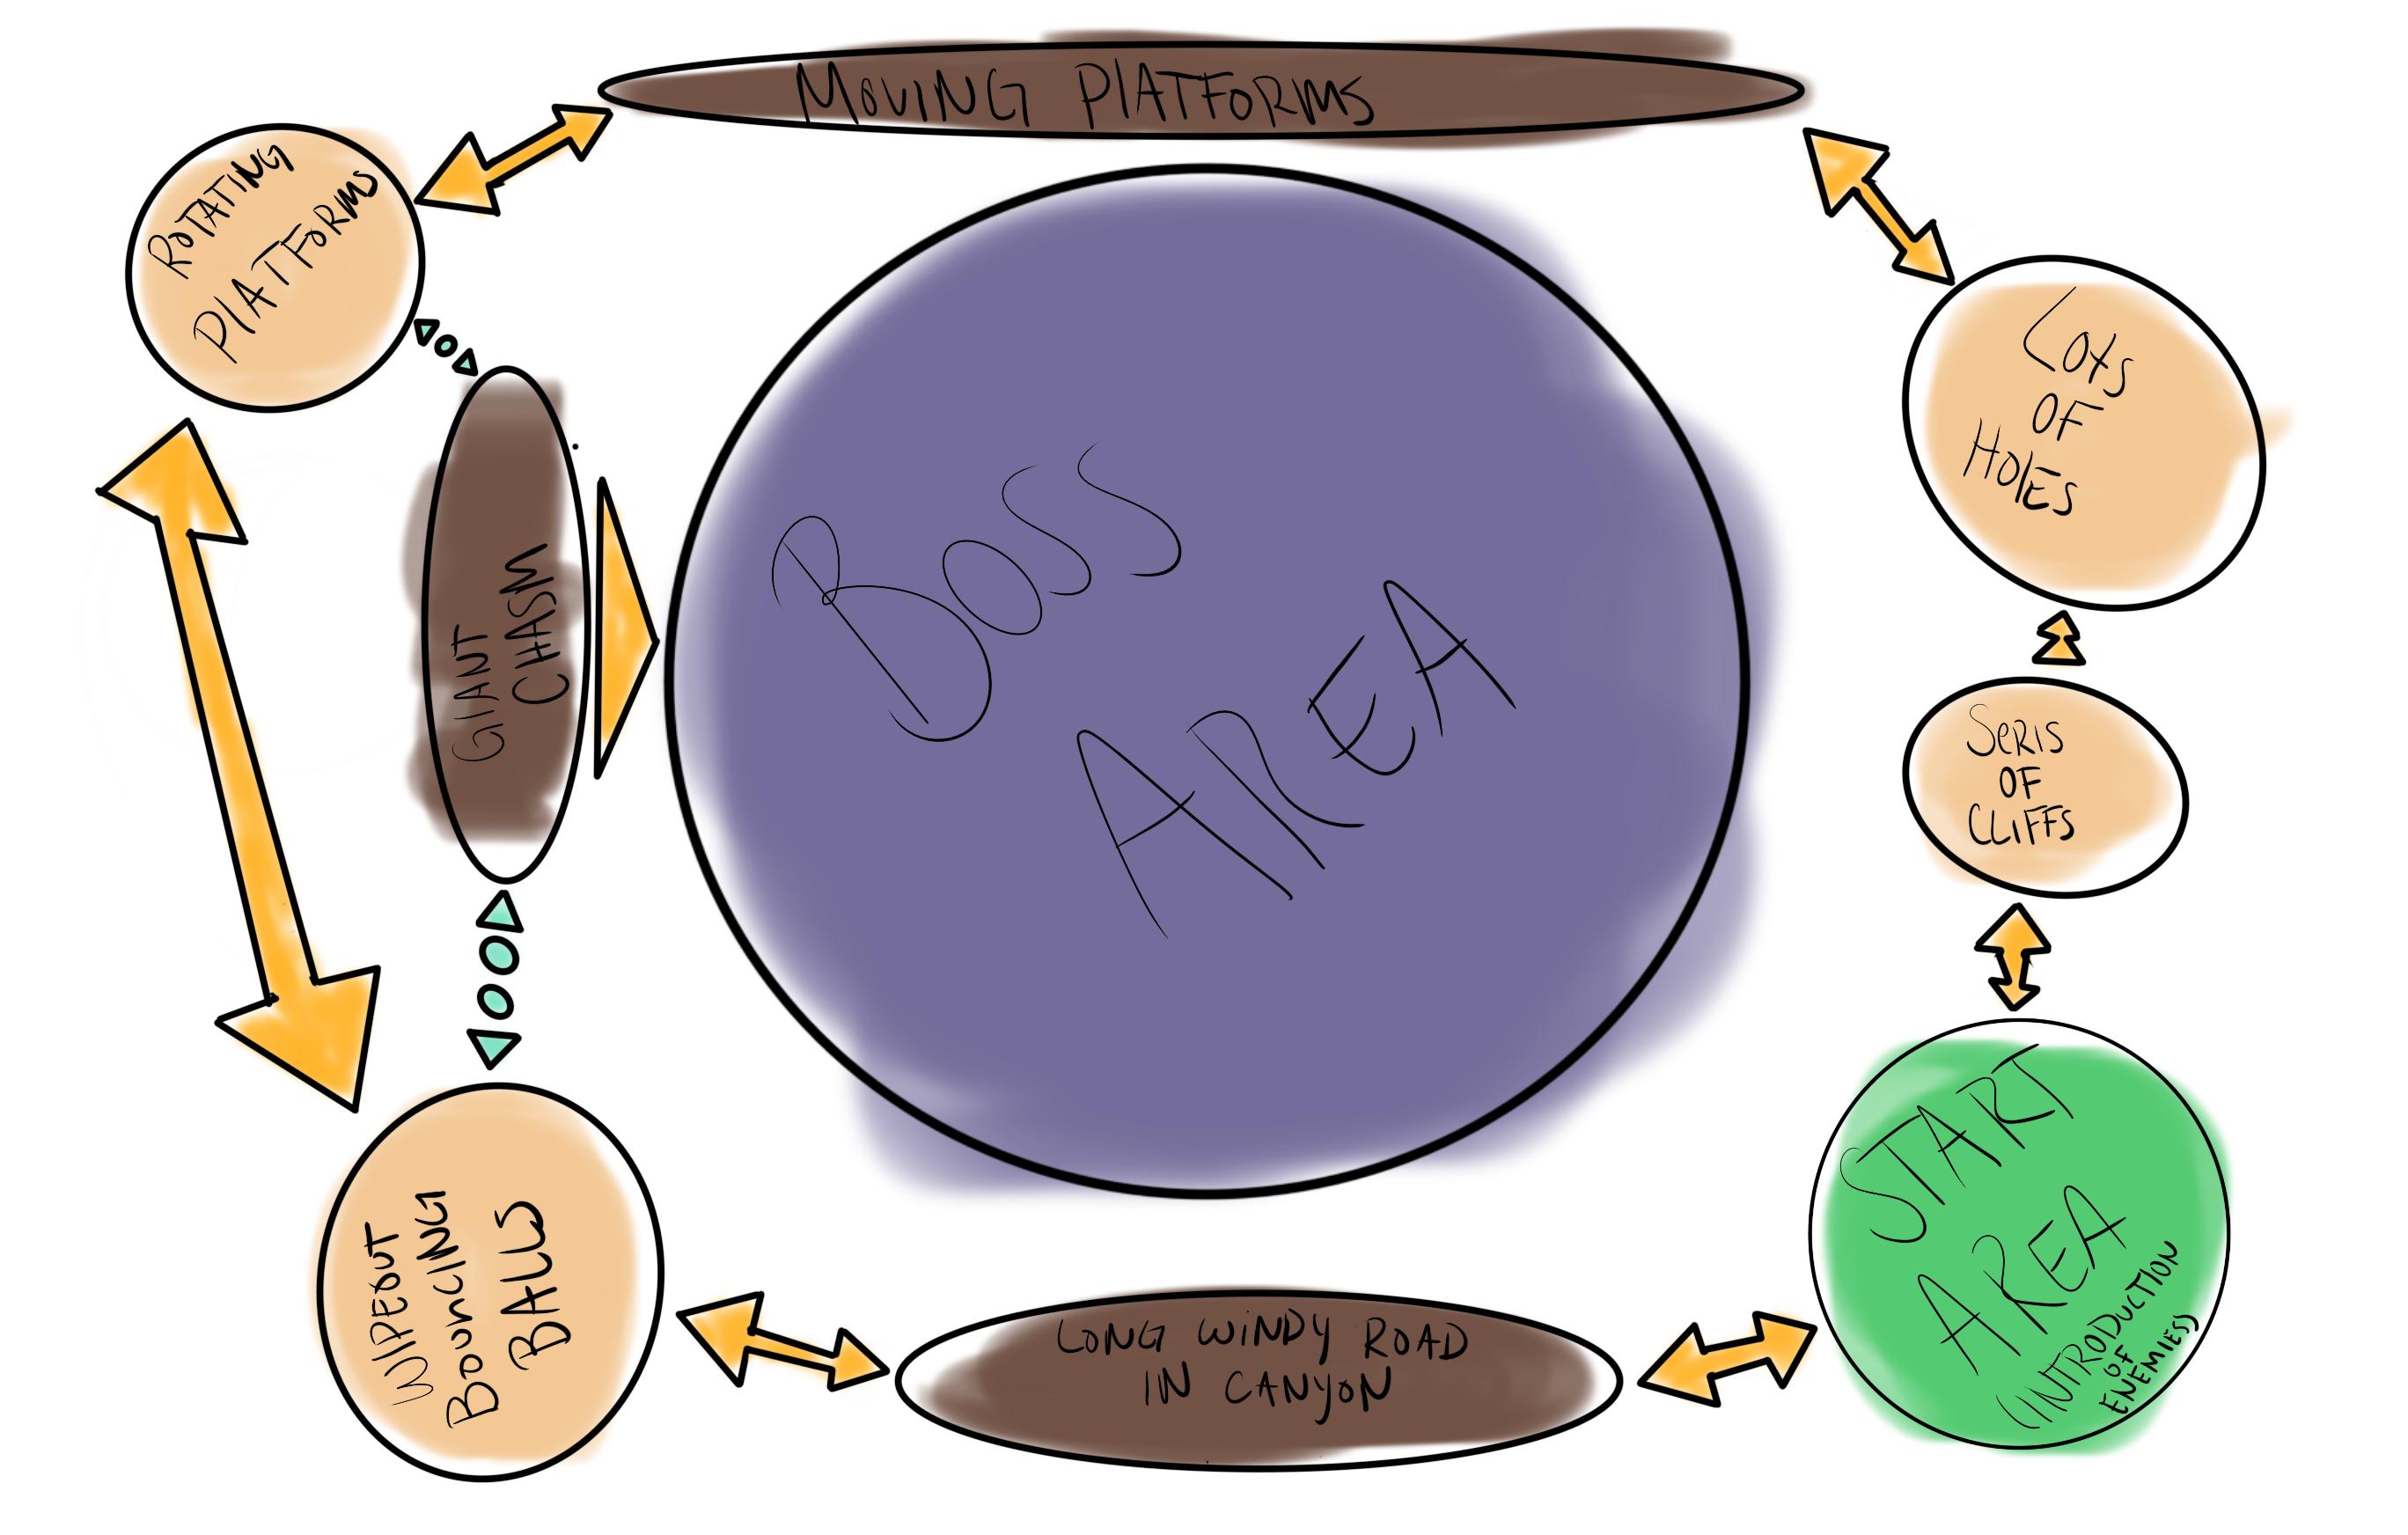 MOVING PlATFORMS
ROTATING
PlATFORMS
LOTS
OF
HOlES
GIANT
CHASM
BOSS
AREA
SERIS
OF
CLIFFS
START
AREA
(INTRODUCTION
OF
ENEMIES)
WIPEOUT
BOUNCING
BALLS
LONG WINDY ROAD
IN CANYON